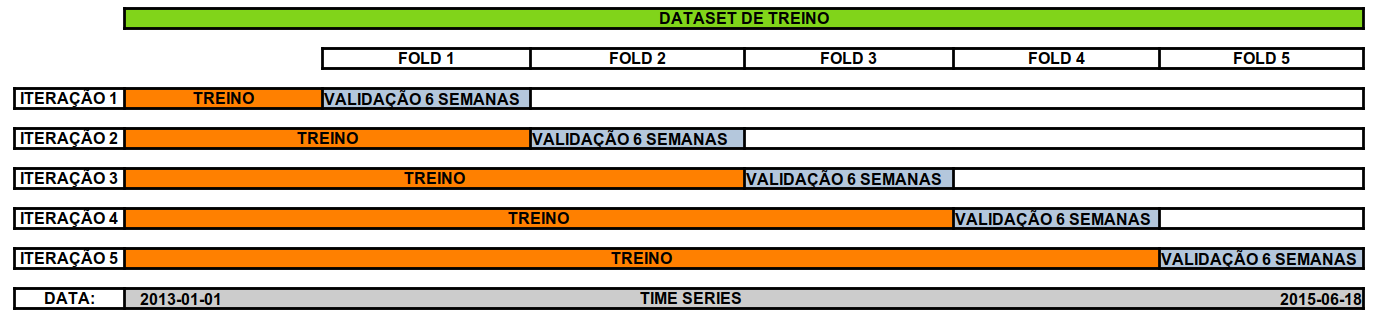 DATASET DE TREINO
FOLD 1 FOLD 2 FOLD 3 FOLD 4 FOLD 5
ITERAÇÃO 1 TREINO VALIDAÇÃO 6 SEMANAS
ITERAÇÃO 2 TREINO VALIDAÇÃO 6 SEMANAS
ITERAÇÃO 3 TREINO VALIDAÇÃO 6 SEMANAS
ITERAÇÃO 4 TREINO VALIDAÇÃO 6 SEMANAS
ITERAÇÃO 5 TREINO VALIDAÇÃO 6 SEMANAS
DATA: 2013-01-01 TIME SERIES 2015-06-18